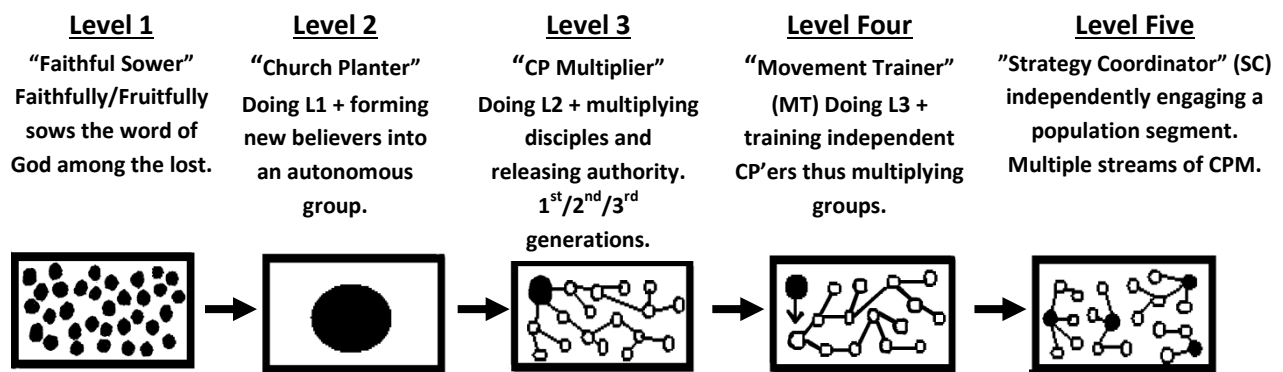 Level 1
“Faithful Sower”
Faithfully/Fruitfully
sows the word of
God among the lost.
Level 2
“Church Planter”
Doing L1 + forming
new believers into
an autonomous
group.
Level 3
“CP Multiplier”
Doing L2 + multiplying
disciples and
releasing authority.
1st/2nd/3rd
generations.
Level Four
“Movement Trainer”
(MT) Doing L3 +
training independent
CP’ers thus multiplying
groups.
Level Five
”Strategy Coordinator” (SC)
independently engaging a
population segment.
Multiple streams of CPM.